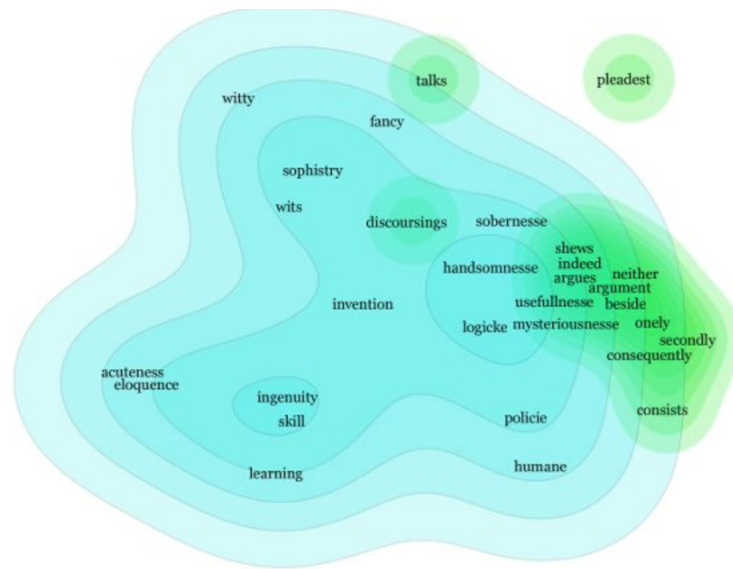 talks
pleadest
witty
fancy
sophistry
wits
discoursings
sobernesse
shews
indeed
handsomnesse
neither
argues
argument
invention
usefullnesse
beside
logicke
mysteriousnesse
onely
secondly
consequently
acuteness
eloquence
ingenuity
consists
skill
policie
learning
humane